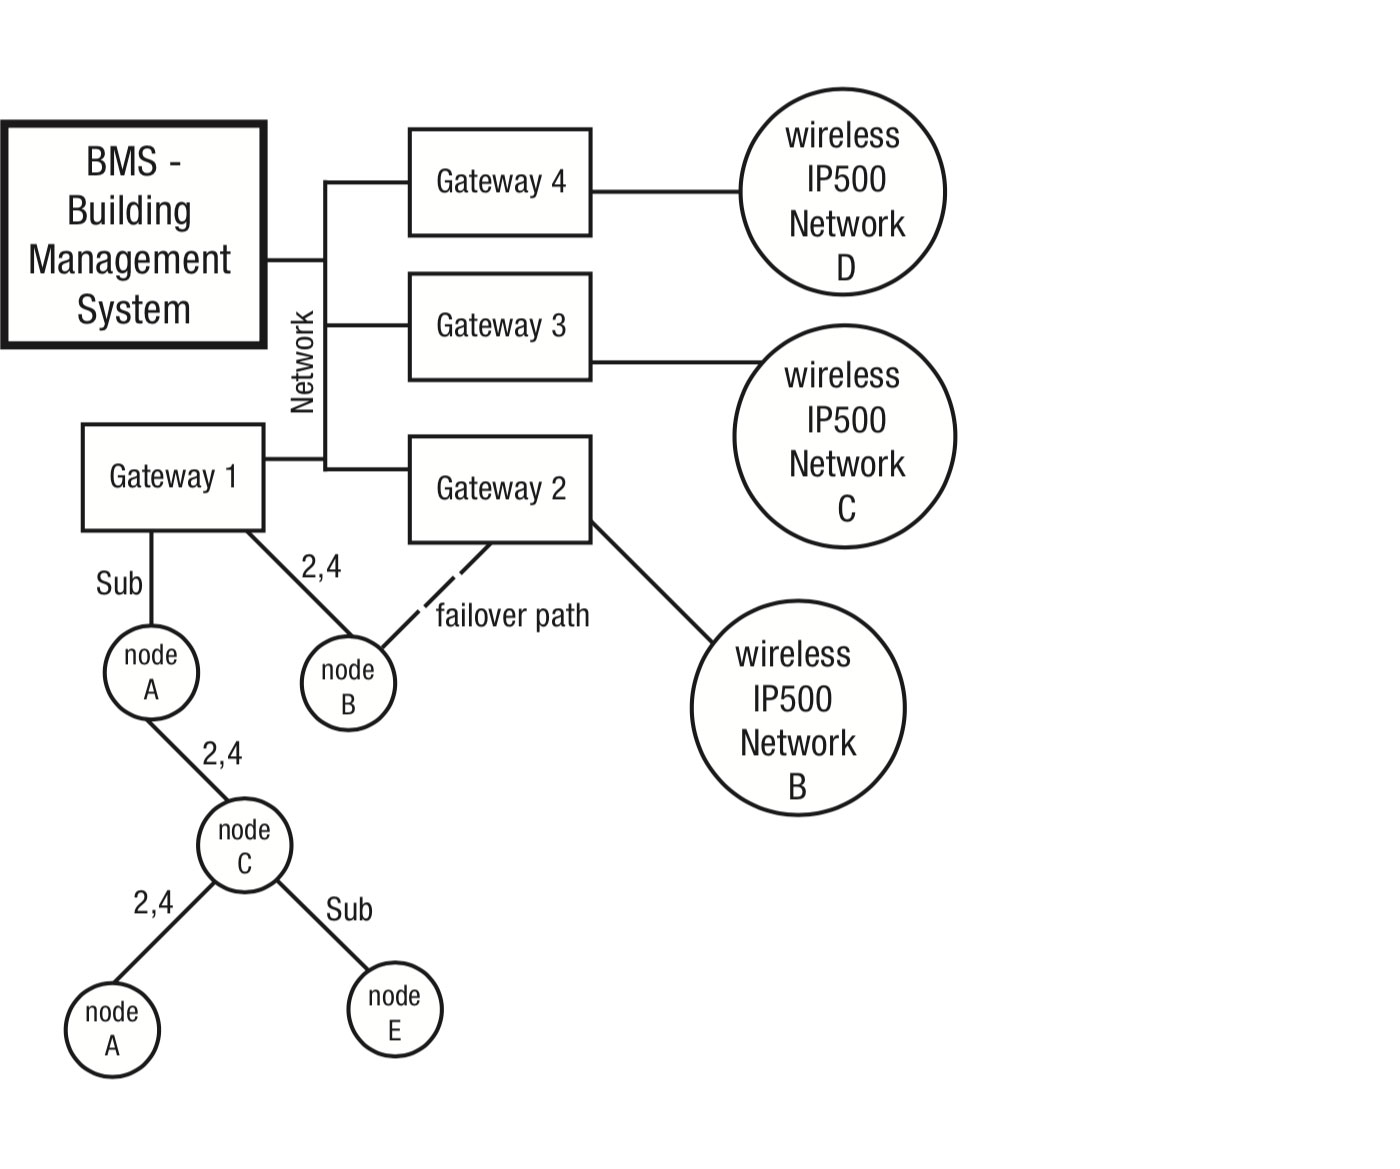 BMS -
Building
Management
System
Gateway 4
wireless
IP500
Network
D
Gateway 3
wireless
IP500
Network
C
Network
Gateway 1
Gateway 2
Sub
2,4
failover path
node
A
node
B
wireless
IP500
Network
B
2,4
node
C
2,4
Sub
node
A
node
E